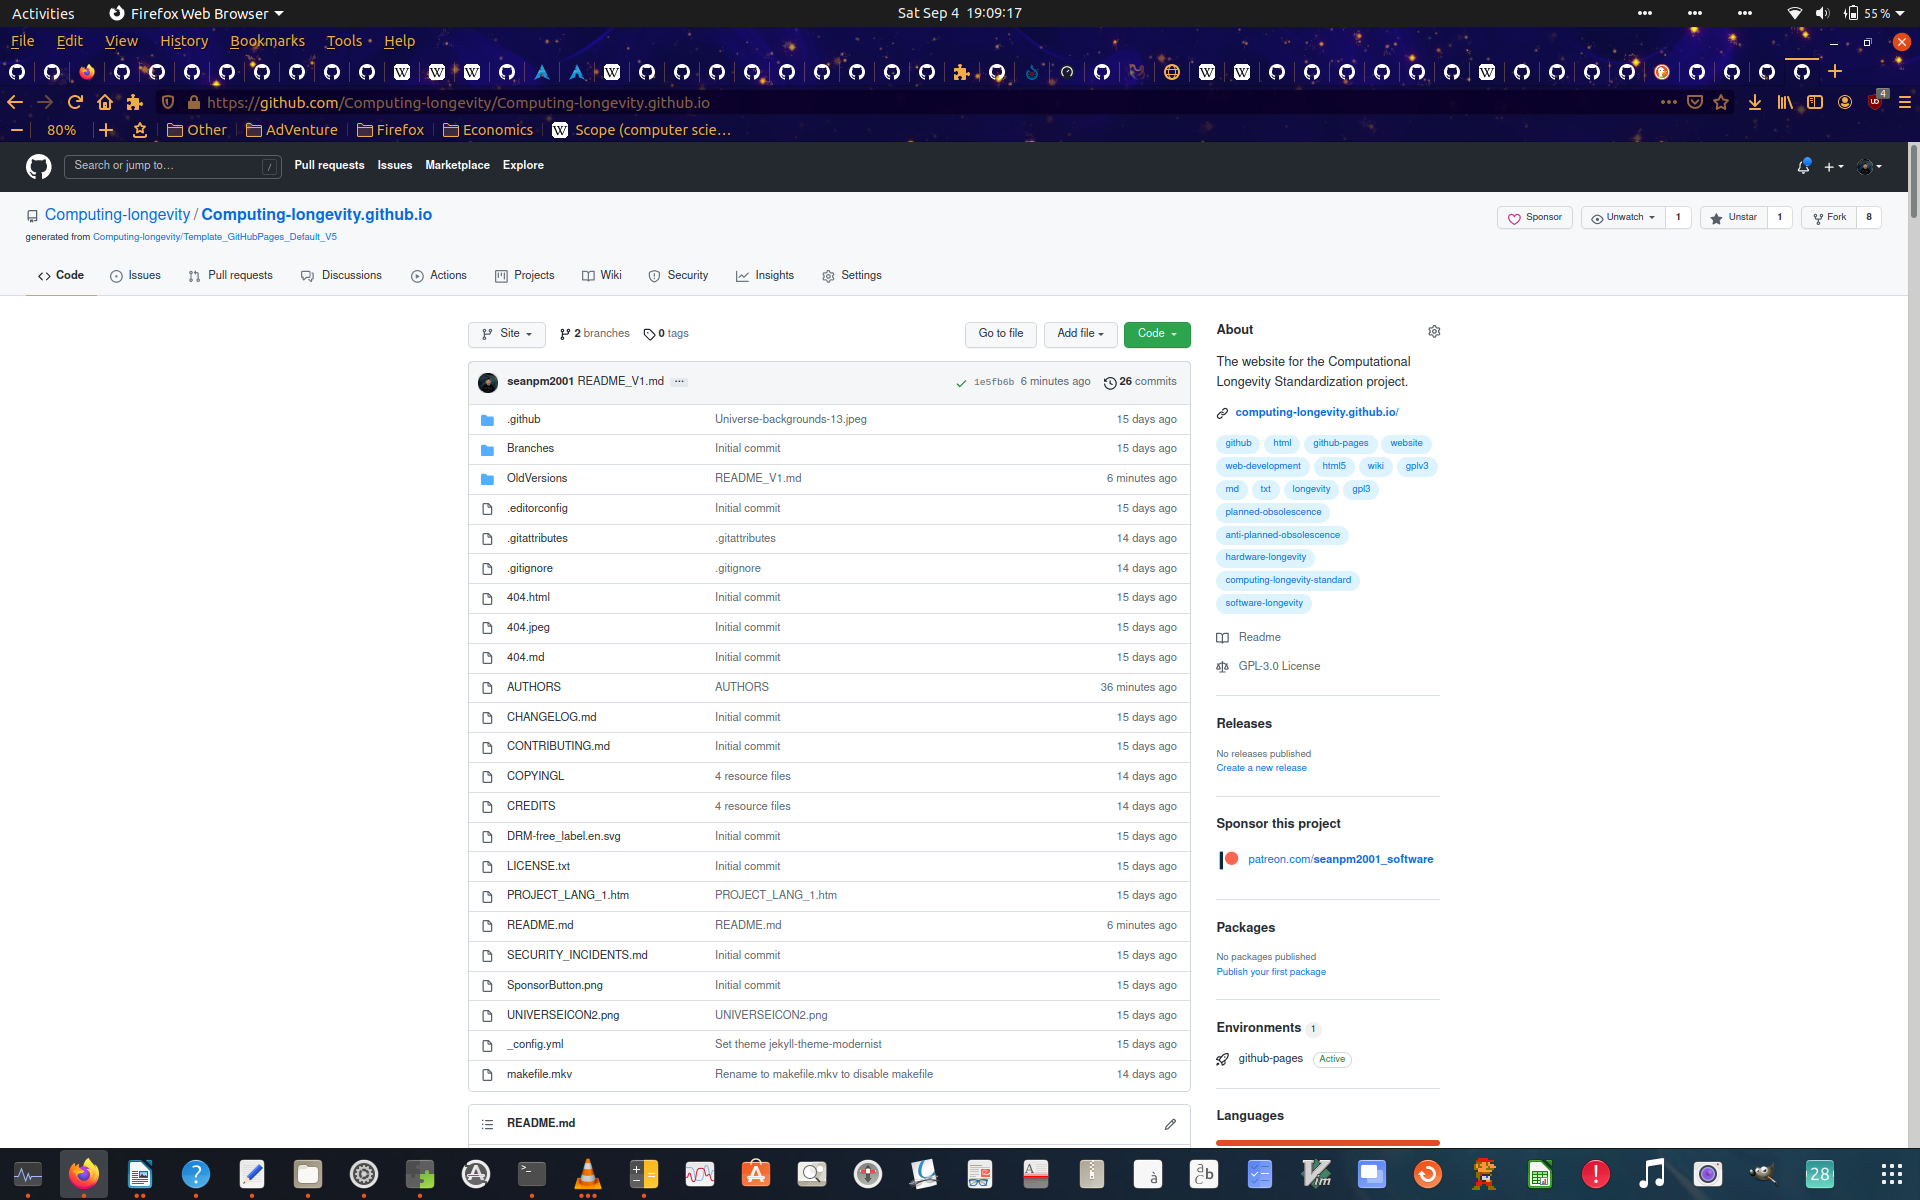 Activities Firefox Web Browser Sat Sep 4 19:09:17 55 %
File Edit View History Bookmarks Tools Help
https://github.com/Computing-longevity/Computing-longevity.github.io 4
80% Other AdVenture Firefox Economics Scope (computer scie…
Search or jump to… / Pull requests Issues Marketplace Explore
Computing-longevity / Computing-longevity.github.io Sponsor Unwatch 1 Unstar 1 Fork 8
generated from Computing-longevity/Template_GitHubPages_Default_V5
Code Issues Pull requests Discussions Actions Projects Wiki Security Insights Settings
Site 2 branches 0 tags Go to file Add file Code
seanpm2001 README_V1.md ... 1e5fb6b 6 minutes ago 26 commits
.github Universe-backgrounds-13.jpeg 15 days ago
Branches Initial commit 15 days ago
OldVersions README_V1.md 6 minutes ago
.editorconfig Initial commit 15 days ago
.gitattributes .gitattributes 14 days ago
.gitignore .gitignore 14 days ago
404.html Initial commit 15 days ago
404.jpeg Initial commit 15 days ago
404.md Initial commit 15 days ago
AUTHORS AUTHORS 36 minutes ago
CHANGELOG.md Initial commit 15 days ago
CONTRIBUTING.md Initial commit 15 days ago
COPYINGL 4 resource files 14 days ago
CREDITS 4 resource files 14 days ago
DRM-free_label.en.svg Initial commit 15 days ago
LICENSE.txt Initial commit 15 days ago
PROJECT_LANG_1.htm PROJECT_LANG_1.htm 15 days ago
README.md README.md 6 minutes ago
SECURITY_INCIDENTS.md Initial commit 15 days ago
SponsorButton.png Initial commit 15 days ago
UNIVERSEICON2.png UNIVERSEICON2.png 15 days ago
_config.yml Set theme jekyll-theme-modernist 15 days ago
makefile.mkv Rename to makefile.mkv to disable makefile 14 days ago
README.md
About
The website for the Computational
Longevity Standardization project.
computing-longevity.github.io/
github html github-pages website
web-development html5 wiki gplv3
md txt longevity gpl3
planned-obsolescence
anti-planned-obsolescence
hardware-longevity
computing-longevity-standard
software-longevity
Readme
GPL-3.0 License
Releases
No releases published
Create a new release
Sponsor this project
patreon.com/seanpm2001_software
Packages
No packages published
Publish your first package
Environments 1
github-pages Active
Languages
28